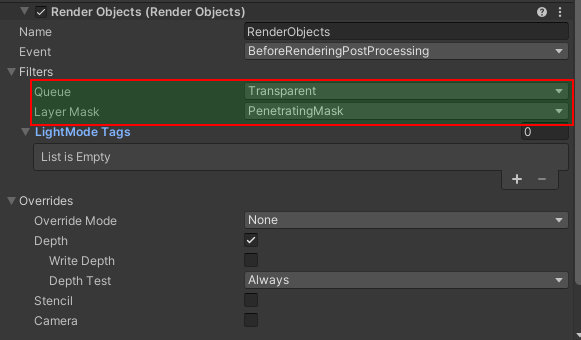 Render Objects (Render Objects)
Name RenderObjects
Event BeforeRenderingPostProcessing
Filters
Queue Transparent
Layer Mask PenetratingMask
LightMode Tags 0
List is Empty
+ −
Overrides
Override Mode None
Depth
Write Depth
Depth Test Always
Stencil
Camera